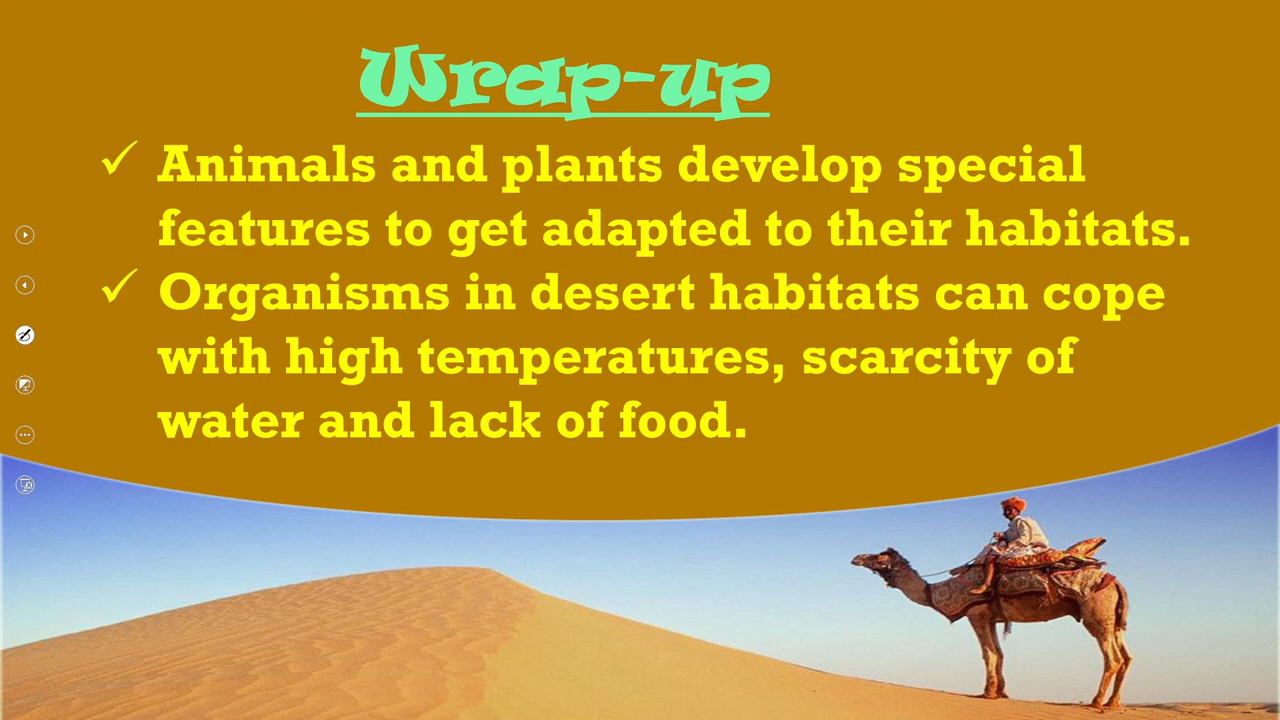 Wrap-up
✓ Animals and plants develop special
features to get adapted to their habitats.
✓ Organisms in desert habitats can cope
with high temperatures, scarcity of
water and lack of food.